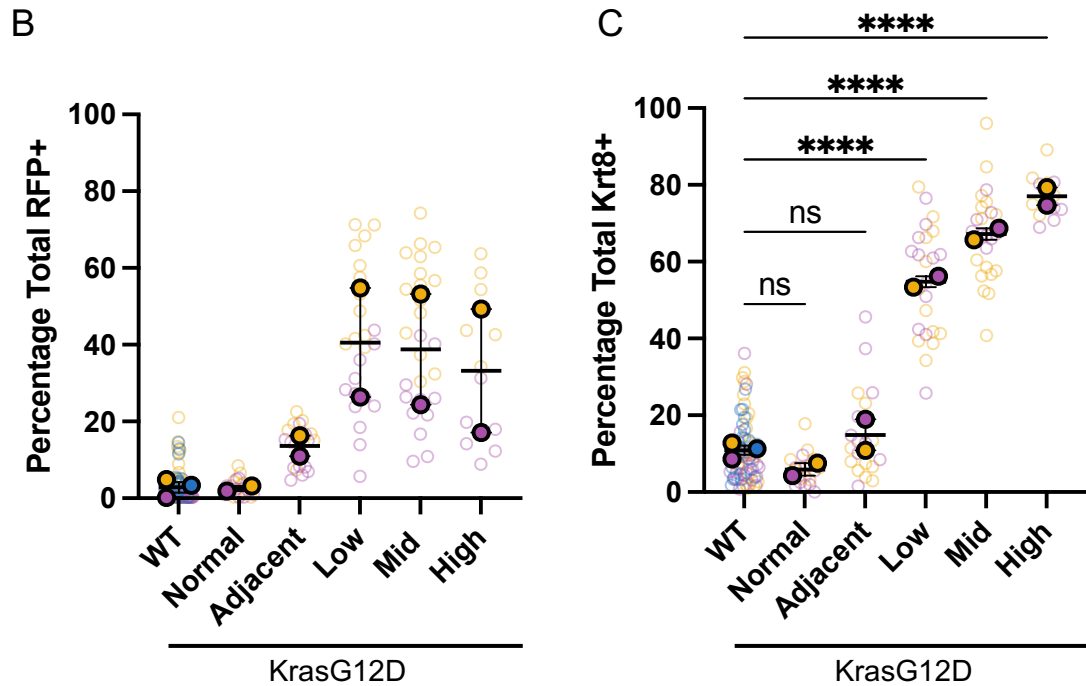 B
Percentage Total RFP+
100
80
60
40
20
0
WT
Normal
Adjacent
Low
Mid
High
KrasG12D
C
Percentage Total Krt8+
100
80
60
40
20
0
****
****
****
ns
ns
WT
Normal
Adjacent
Low
Mid
High
KrasG12D